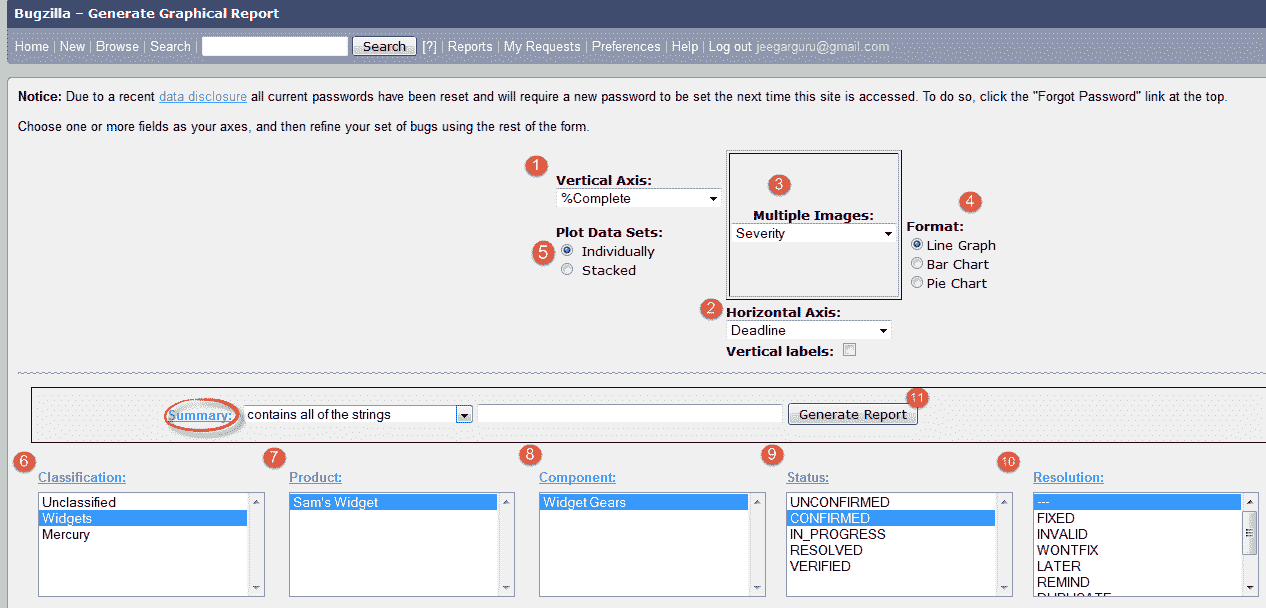 Bugzilla – Generate Graphical Report
Home | New | Browse | Search | Search [?] | Reports | My Requests | Preferences | Help | Log out jeegarguru@gmail.com
Notice: Due to a recent data disclosure all current passwords have been reset and will require a new password to be set the next time this site is accessed. To do so, click the "Forgot Password" link at the top.
Choose one or more fields as your axes, and then refine your set of bugs using the rest of the form.
1
Vertical Axis:
%Complete
5
Plot Data Sets:
Individually
Stacked
3
Multiple Images:
Severity
4
Format:
Line Graph
Bar Chart
Pie Chart
2
Horizontal Axis:
Deadline
Vertical labels:
Summary: contains all of the strings Generate Report 11
6
Classification:
Unclassified
Widgets
Mercury
7
Product:
Sam's Widget
8
Component:
Widget Gears
9
Status:
UNCONFIRMED
CONFIRMED
IN_PROGRESS
RESOLVED
VERIFIED
10
Resolution:
---
FIXED
INVALID
WONTFIX
LATER
REMIND
DUPLICATE